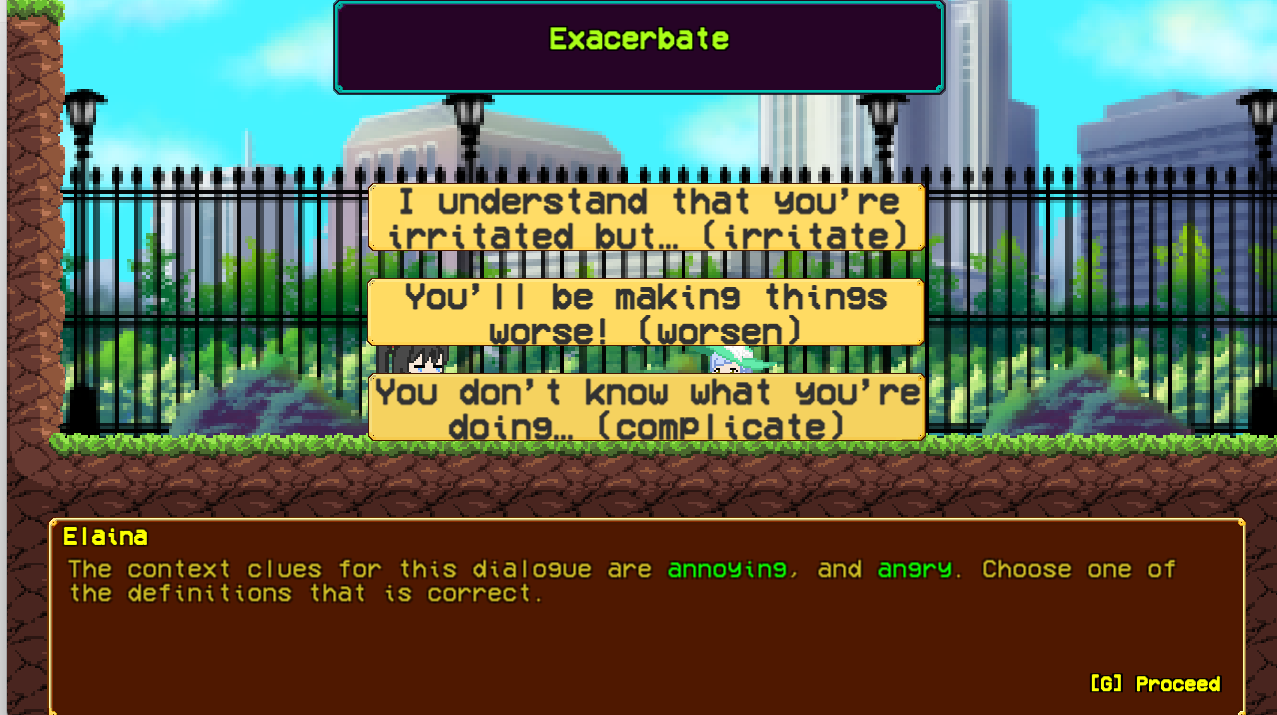 Exacerbate
I understand that you're
irritated but… (irritate)
You'll be making things
worse! (worsen)
You don't know what you're
doing… (complicate)
Elaina
The context clues for this dialogue are annoying, and angry. Choose one of
the definitions that is correct.
[G] Proceed